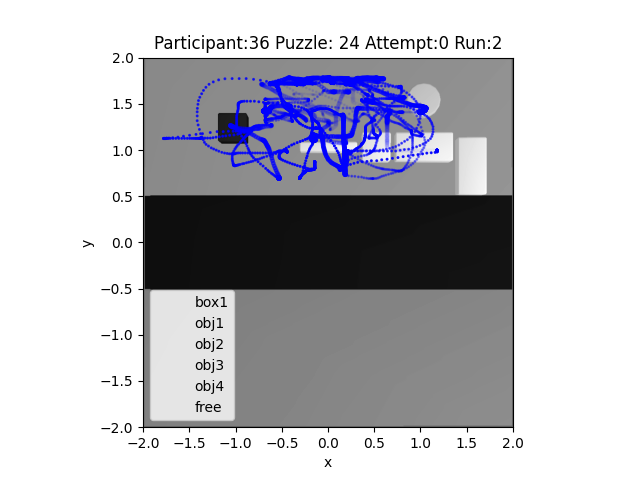 Participant:36 Puzzle: 24 Attempt:0 Run:2
2.0
1.5
1.0
0.5
0.0
−0.5
−1.0
−1.5
−2.0
y
box1
obj1
obj2
obj3
obj4
free
−2.0 −1.5 −1.0 −0.5 0.0 0.5 1.0 1.5 2.0
x